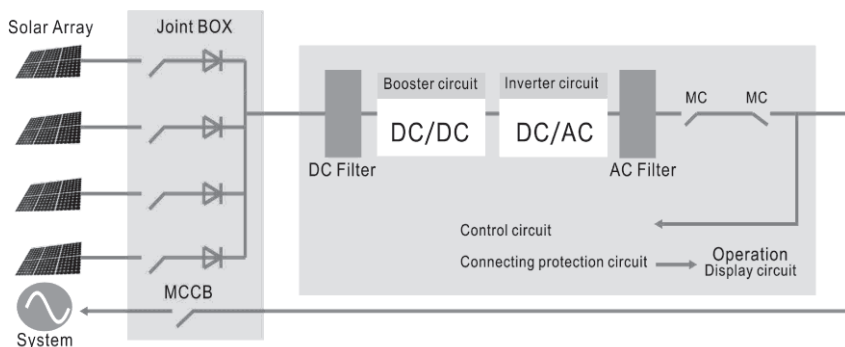 Solar Array
Joint BOX
Booster circuit
Inverter circuit
MC
MC
DC/DC
DC/AC
DC Filter
AC Filter
Control circuit
Connecting protection circuit
Operation
Display circuit
MCCB
System